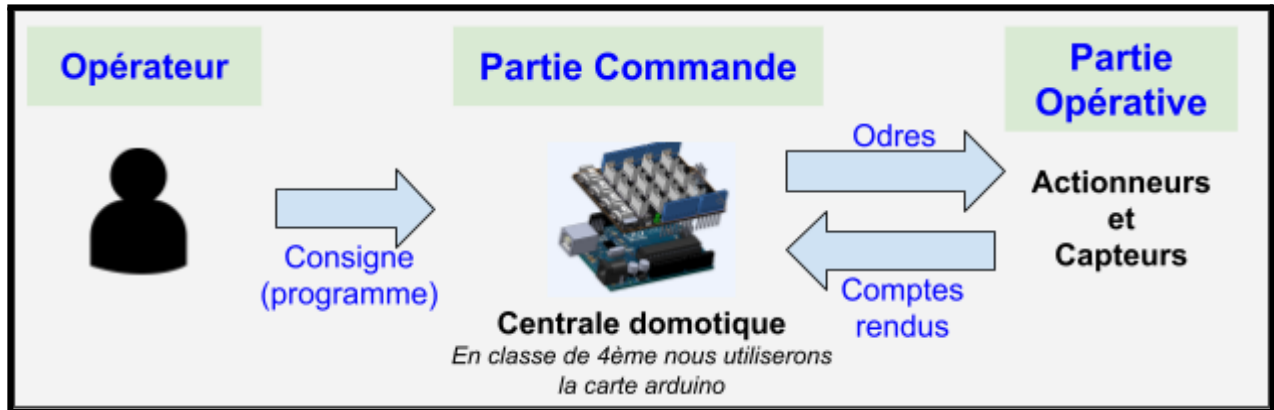 Opérateur
Partie Commande
Partie
Opérative
Consigne
(programme)
Odres
Comptes
rendus
Actionneurs
et
Capteurs
Centrale domotique
En classe de 4ème nous utiliserons
la carte arduino